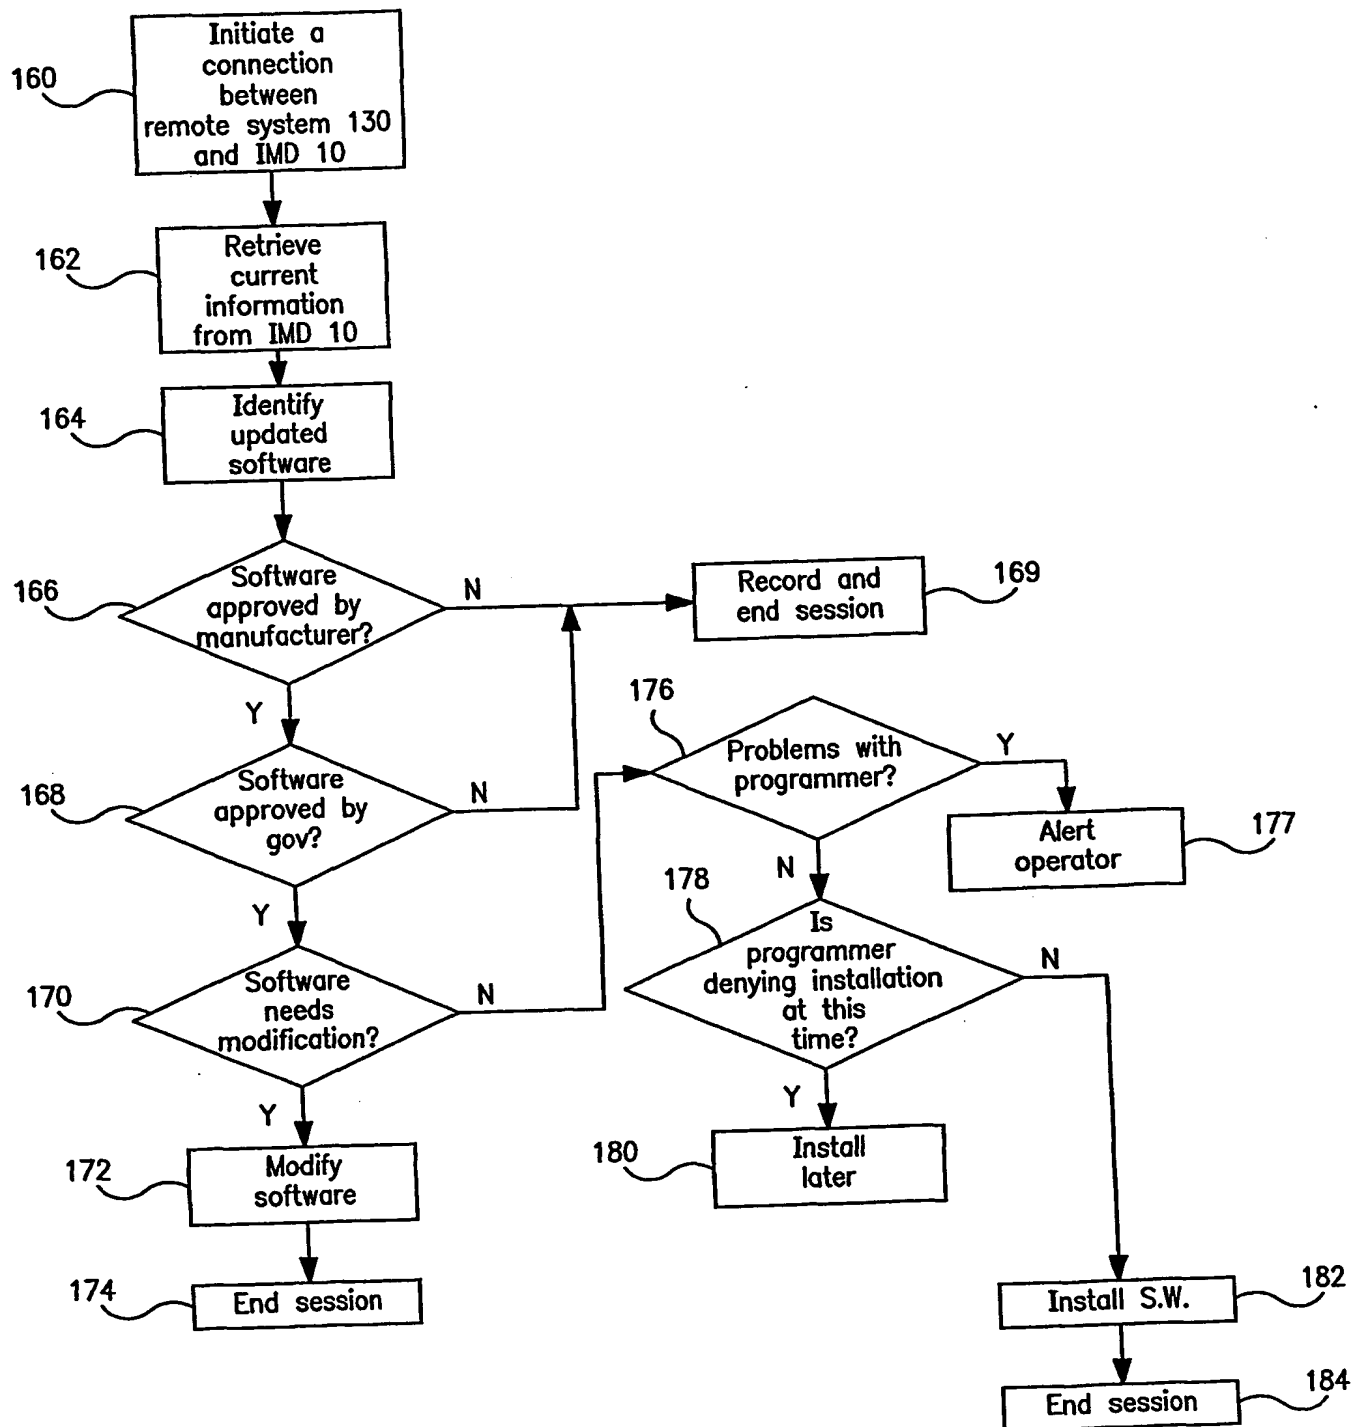 160
Initiate a
connection
between
remote system 130
and IMD 10
162
Retrieve
current
information
from IMD 10
164
Identify
updated
software
166
Software
approved by
manufacturer?
N
Record and
end session
169
Y
168
Software
approved by
gov?
N
176
Problems with
programmer?
Y
Alert
operator
177
Y
N
178
Is
programmer
denying installation
at this
time?
N
170
Software
needs
modification?
N
Y
Y
172
Modify
software
180
Install
later
174
End session
Install S.W.
182
End session
184